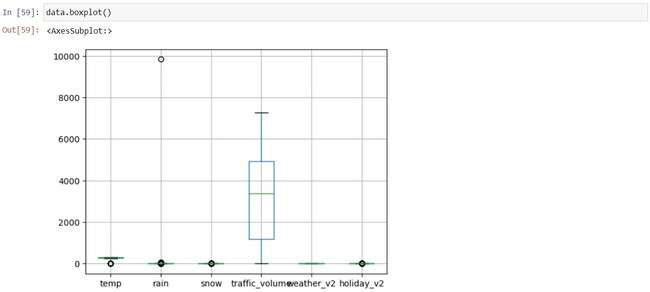 In [59]: data.boxplot()
Out[59]: <AxesSubplot:>
10000
8000
6000
4000
2000
0
temp rain snow traffic_volume weather_v2 holiday_v2